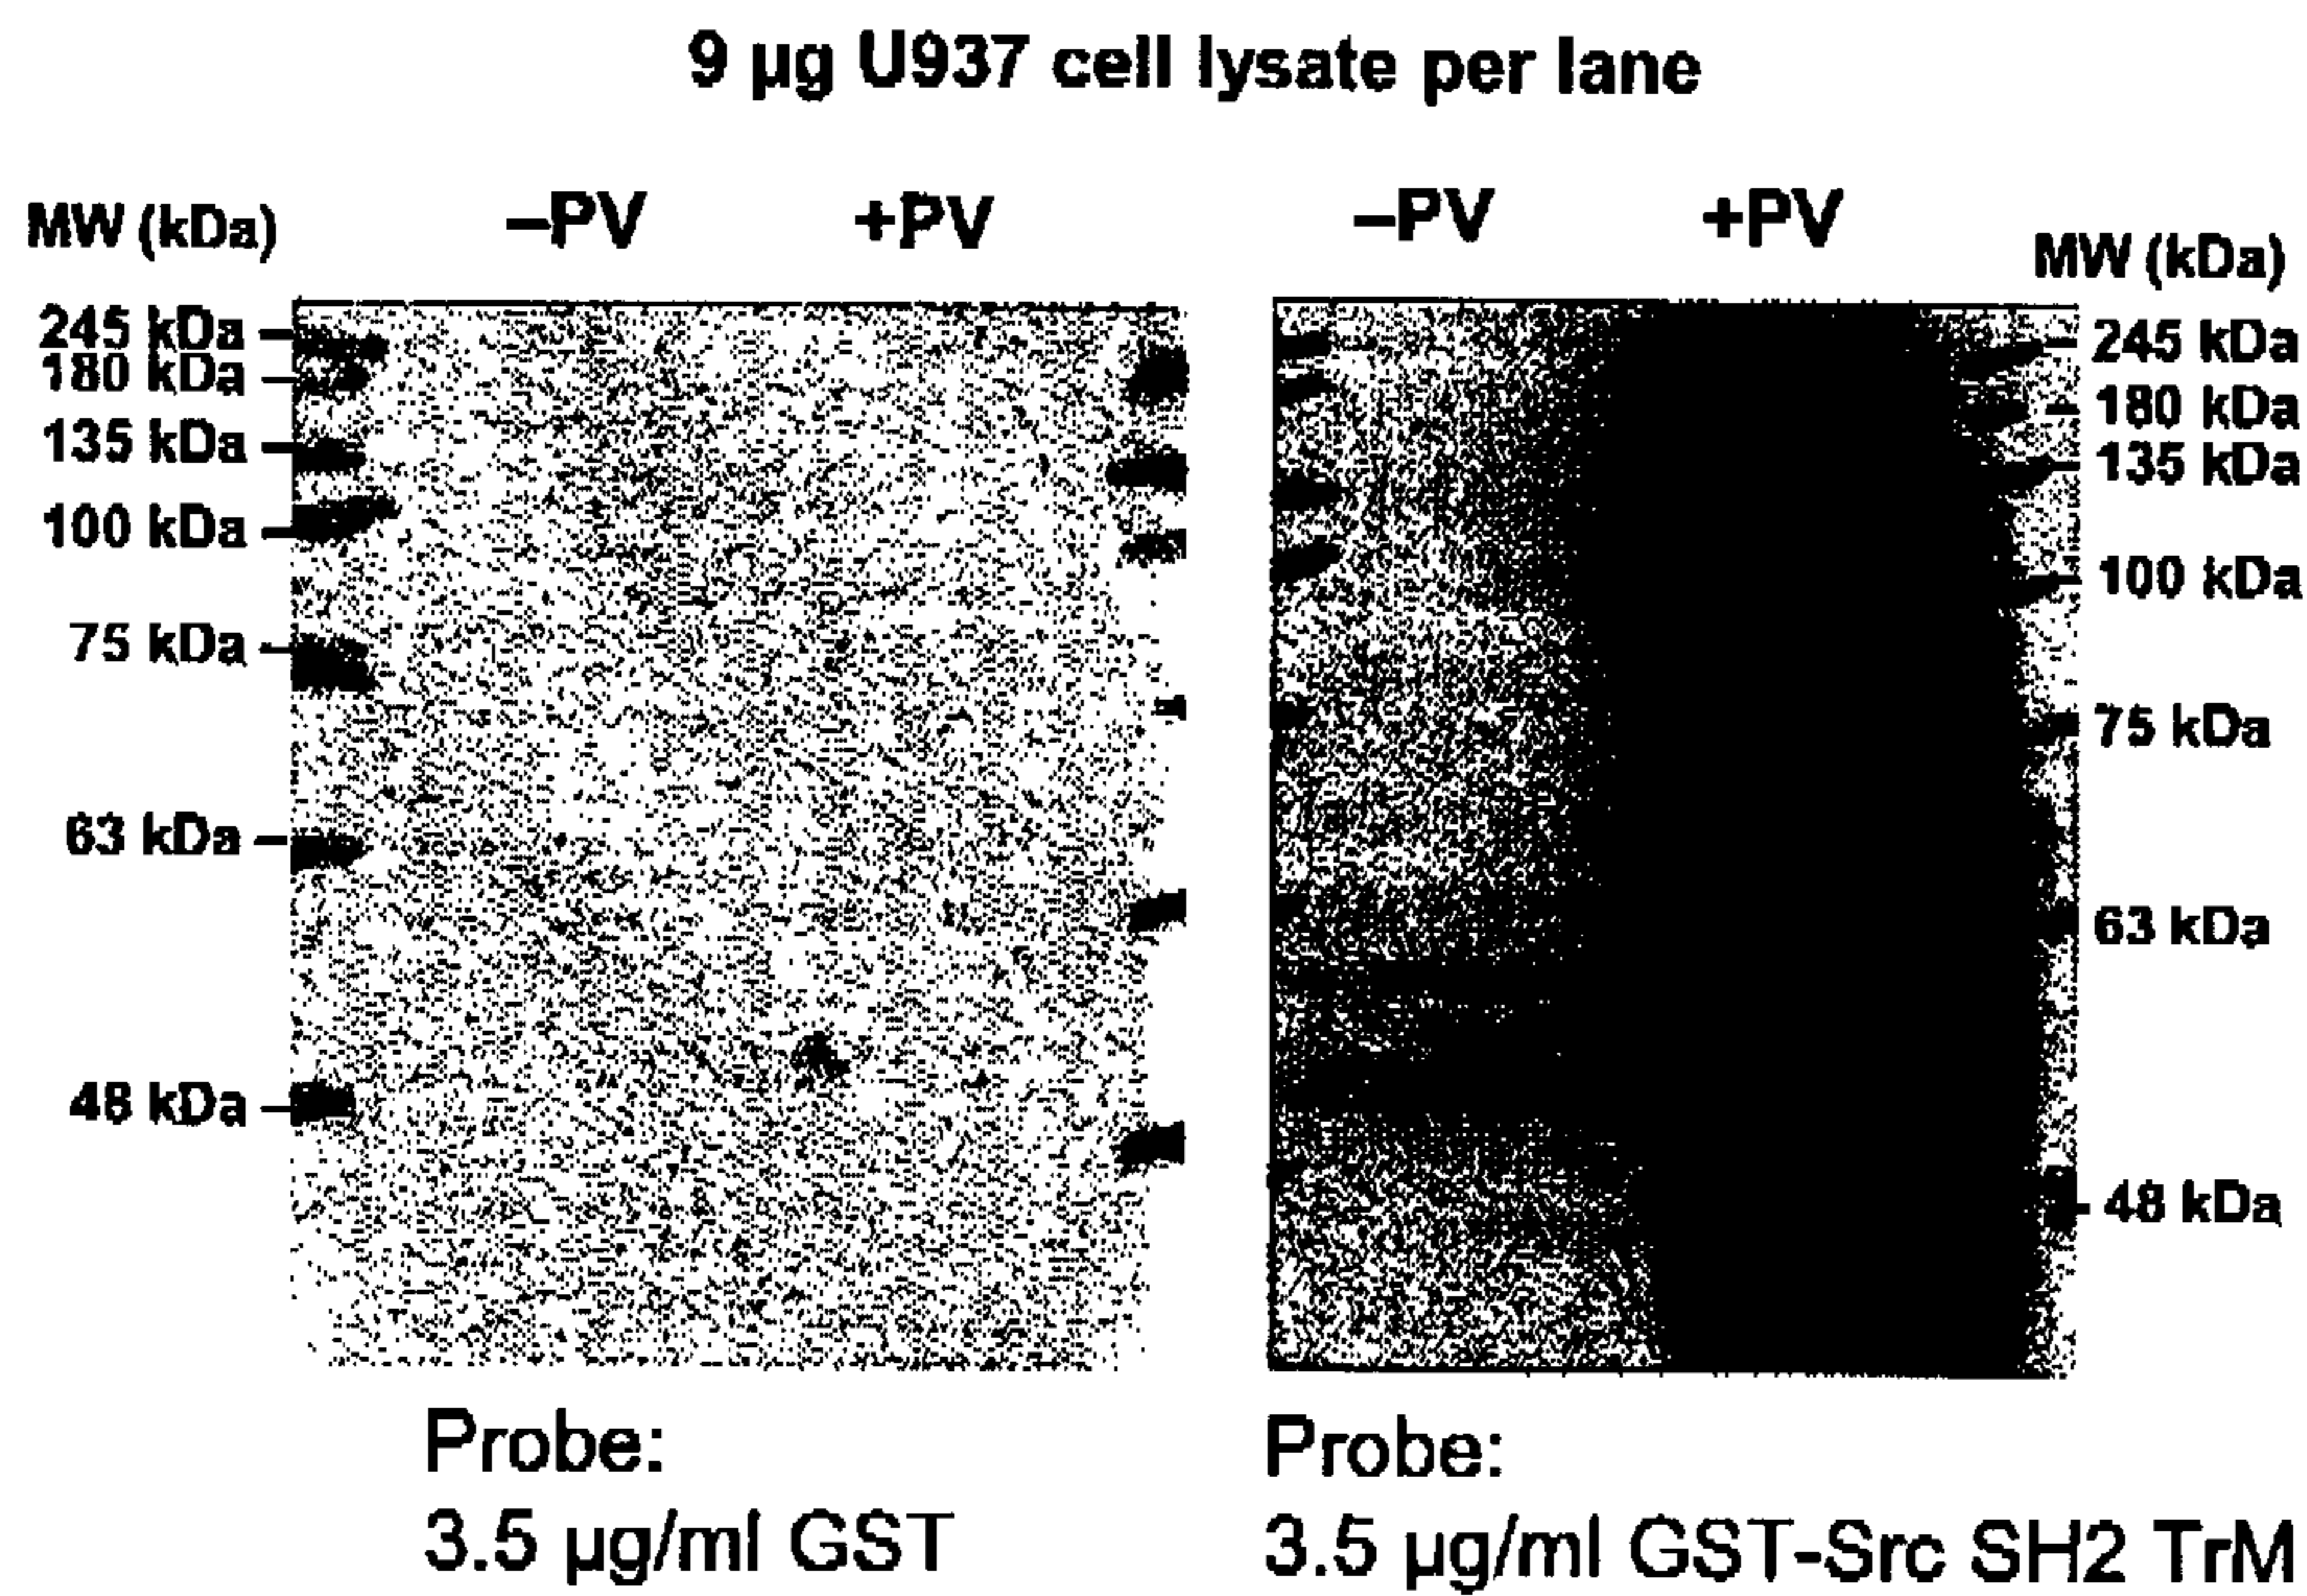 9 µg U937 cell lysate per lane
MW (kDa)
–PV +PV
245 kDa
180 kDa
135 kDa
100 kDa
75 kDa
63 kDa
48 kDa
Probe:
3.5 µg/ml GST
–PV +PV
MW (kDa)
245 kDa
180 kDa
135 kDa
100 kDa
75 kDa
63 kDa
48 kDa
Probe:
3.5 µg/ml GST-Src SH2 TrM